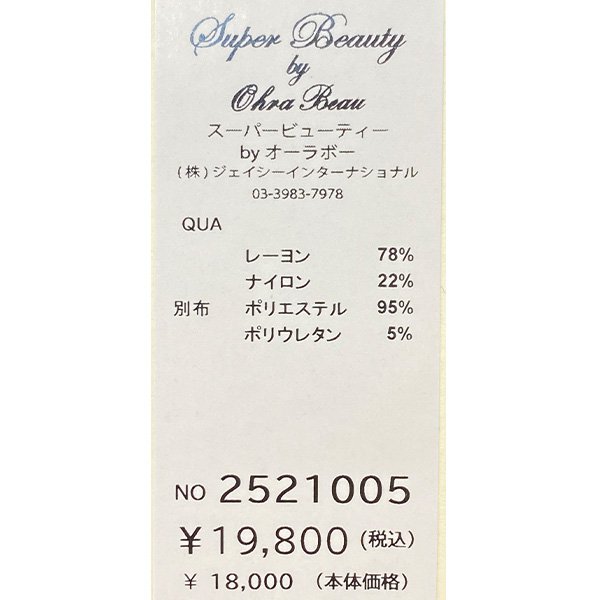 Super Beauty
by
Ohra Beau
スーパービューティー
by オーラボー
(株)ジェイシーインターナショナル
03-3983-7978
QUA
レーヨン 78%
ナイロン 22%
別布 ポリエステル 95%
ポリウレタン 5%
NO 2521005
¥19,800(税込)
¥ 18,000 (本体価格)